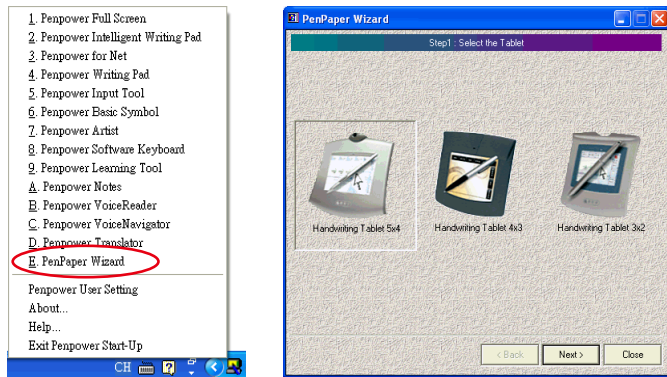 1. Penpower Full Screen
2. Penpower Intelligent Writing Pad
3. Penpower for Net
4. Penpower Writing Pad
5. Penpower Input Tool
6. Penpower Basic Symbol
7. Penpower Artist
8. Penpower Software Keyboard
9. Penpower Learning Tool
A. Penpower Notes
B. Penpower VoiceReader
C. Penpower VoiceNavigator
D. Penpower Translator
E. PenPaper Wizard
Penpower User Setting
About...
Help...
Exit Penpower Start-Up
CH
PenPaper Wizard
Step1 : Select the Tablet
Handwriting Tablet 5x4
Handwriting Tablet 4x3
Handwriting Tablet 3x2
< Back
Next >
Close